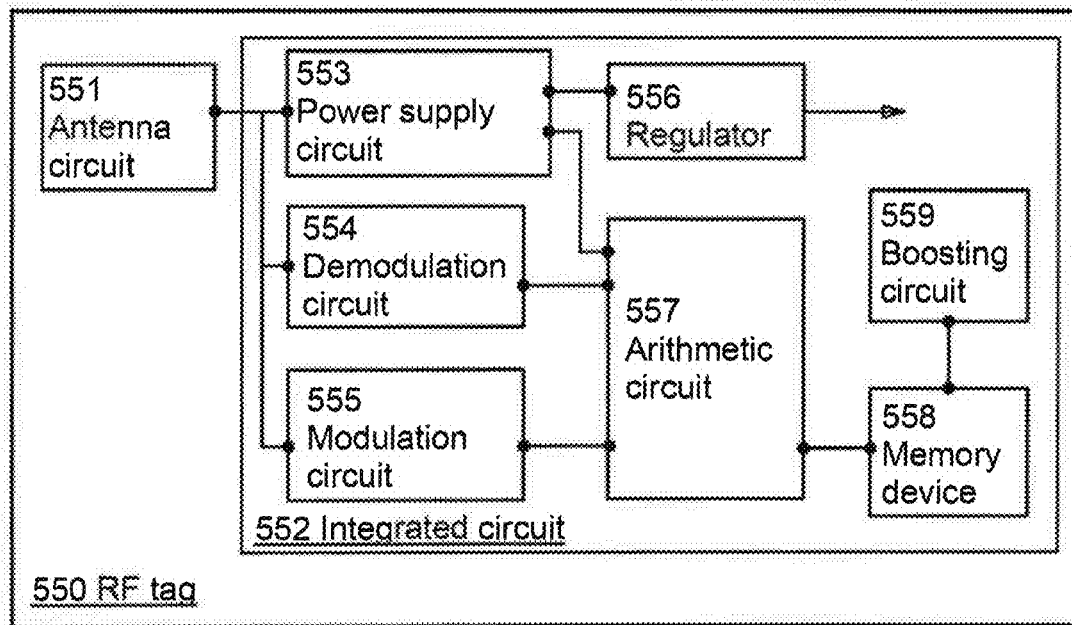 551
Antenna
circuit
553
Power supply
circuit
556
Regulator
554
Demodulation
circuit
557
Arithmetic
circuit
559
Boosting
circuit
555
Modulation
circuit
558
Memory
device
552 Integrated circuit
550 RF tag